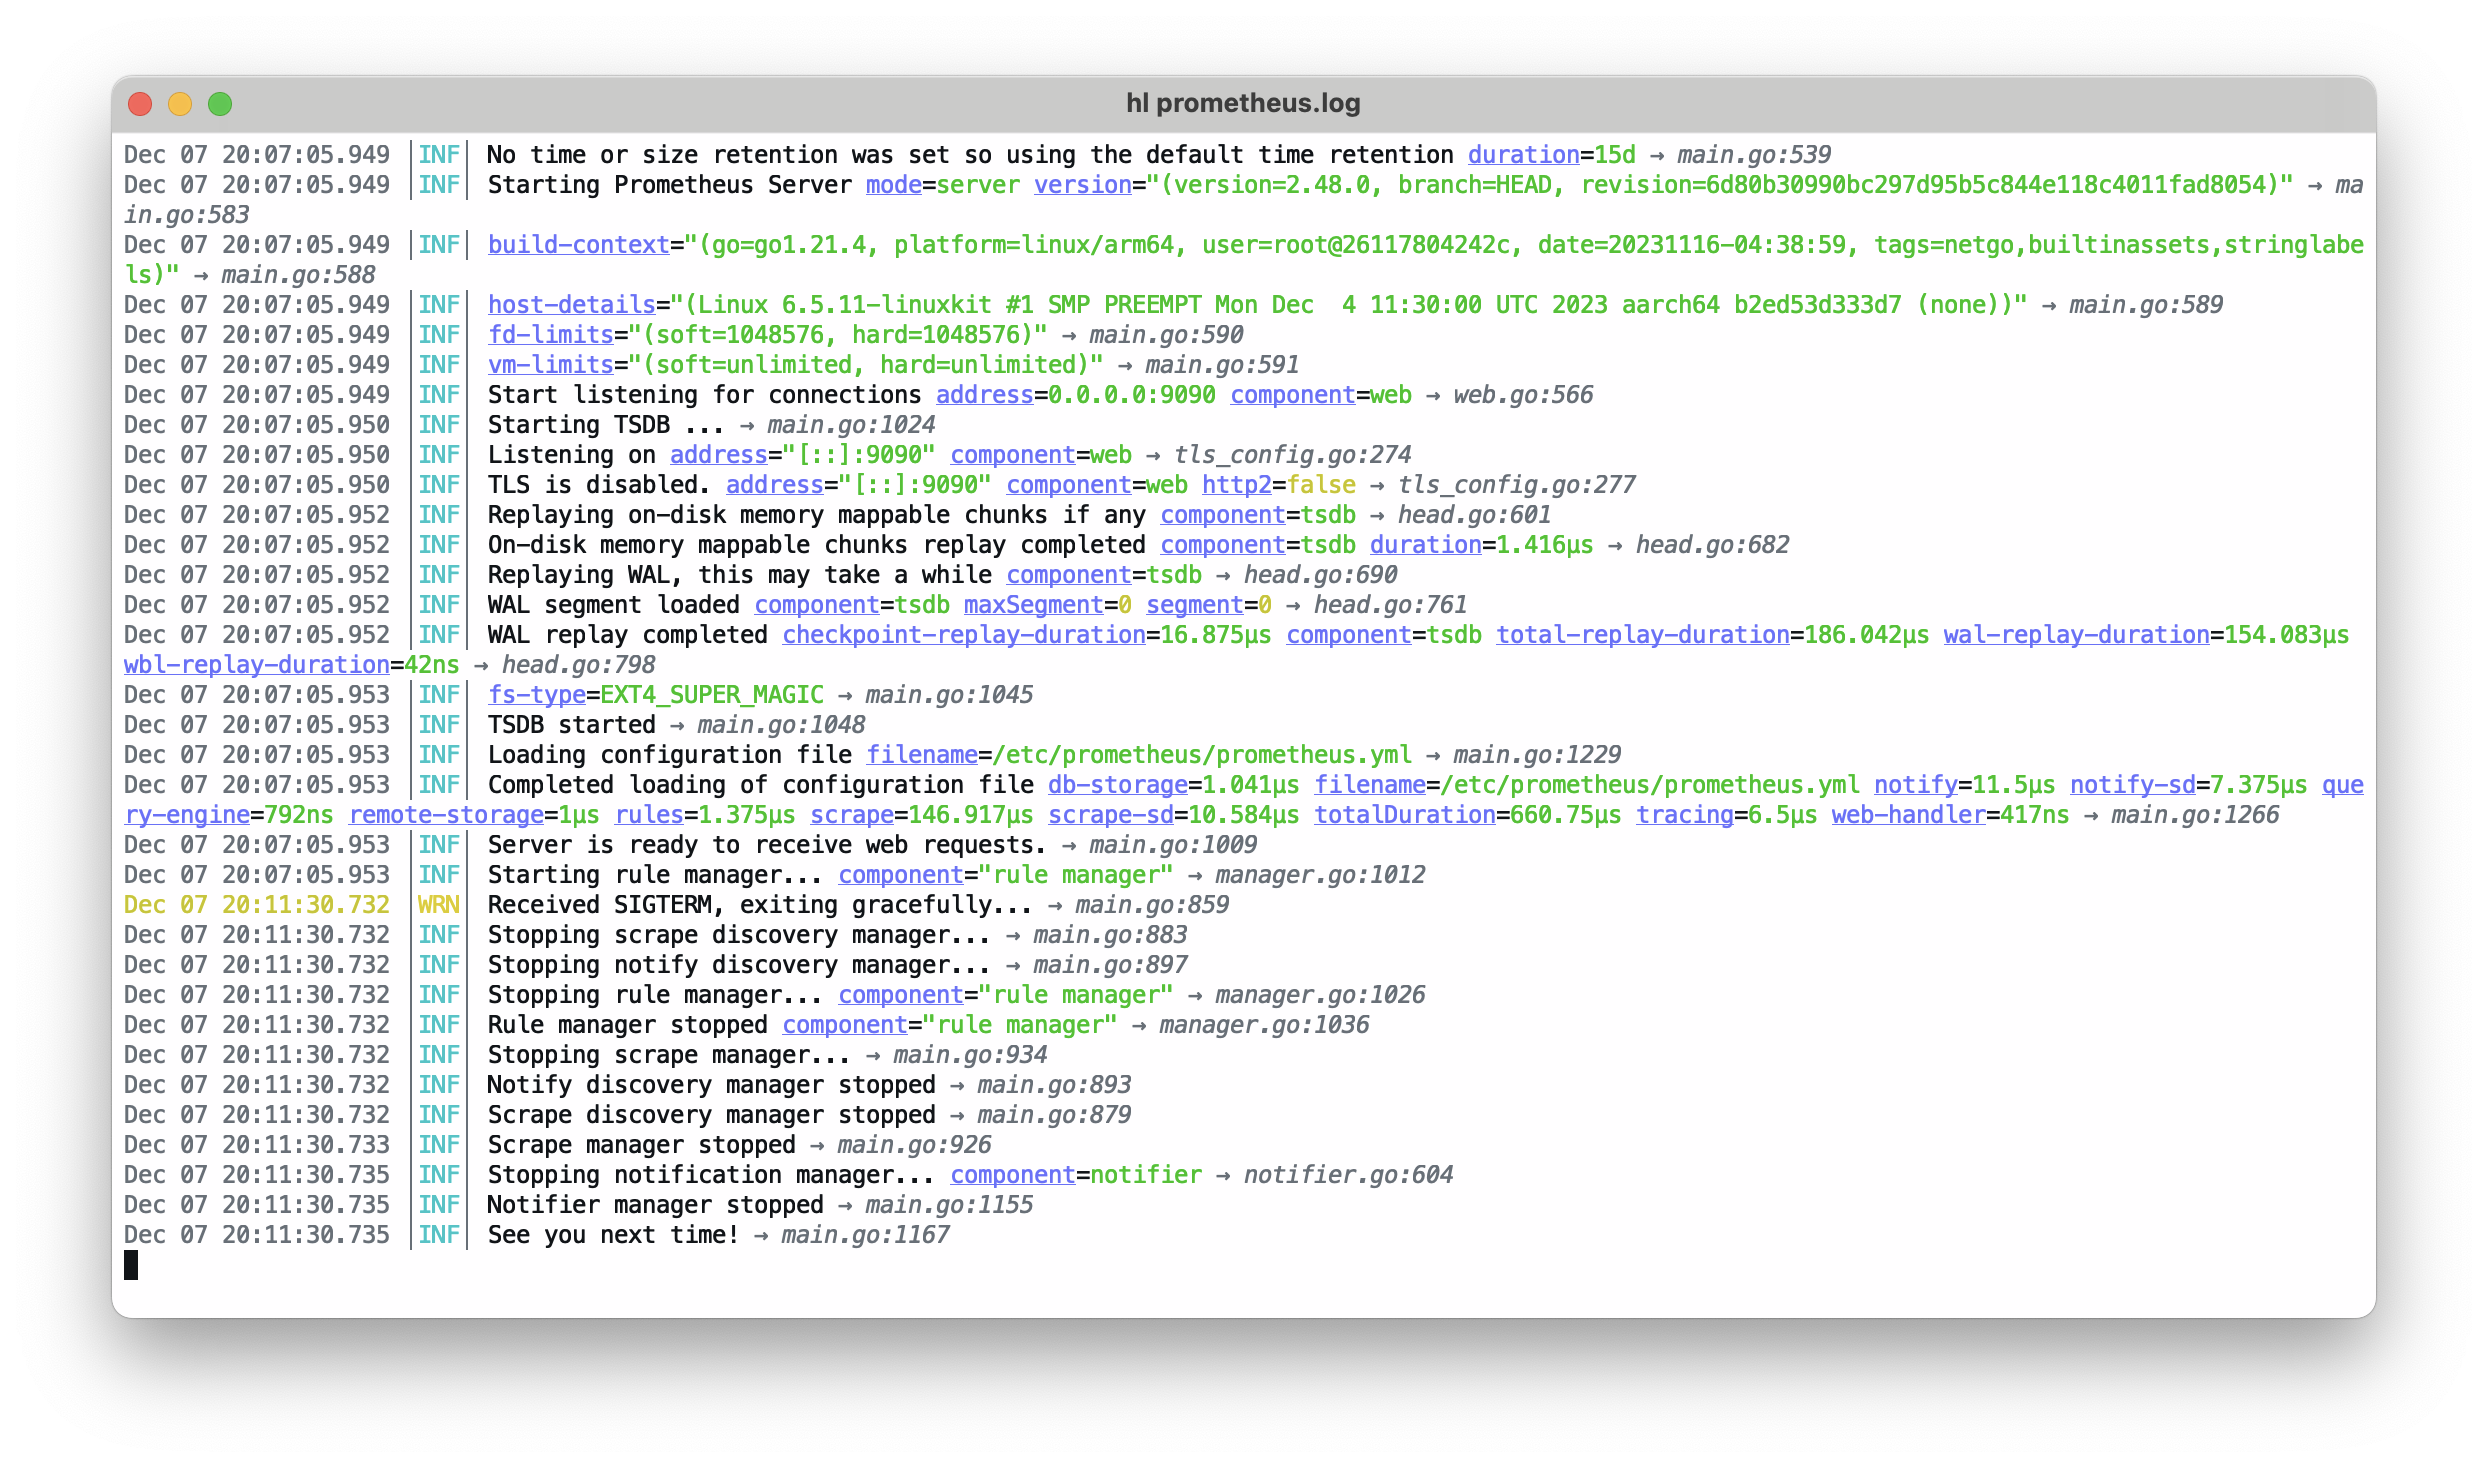 hl prometheus.log
Dec 07 20:07:05.949 |INF| No time or size retention was set so using the default time retention duration=15d → main.go:539
Dec 07 20:07:05.949 |INF| Starting Prometheus Server mode=server version="(version=2.48.0, branch=HEAD, revision=6d80b30990bc297d95b5c844e118c4011fad8054)" → ma
in.go:583
Dec 07 20:07:05.949 |INF| build-context="(go=go1.21.4, platform=linux/arm64, user=root@26117804242c, date=20231116-04:38:59, tags=netgo,builtinassets,stringlabe
ls)" → main.go:588
Dec 07 20:07:05.949 |INF| host-details="(Linux 6.5.11-linuxkit #1 SMP PREEMPT Mon Dec  4 11:30:00 UTC 2023 aarch64 b2ed53d333d7 (none))" → main.go:589
Dec 07 20:07:05.949 |INF| fd-limits="(soft=1048576, hard=1048576)" → main.go:590
Dec 07 20:07:05.949 |INF| vm-limits="(soft=unlimited, hard=unlimited)" → main.go:591
Dec 07 20:07:05.949 |INF| Start listening for connections address=0.0.0.0:9090 component=web → web.go:566
Dec 07 20:07:05.950 |INF| Starting TSDB ... → main.go:1024
Dec 07 20:07:05.950 |INF| Listening on address="[::]:9090" component=web → tls_config.go:274
Dec 07 20:07:05.950 |INF| TLS is disabled. address="[::]:9090" component=web http2=false → tls_config.go:277
Dec 07 20:07:05.952 |INF| Replaying on-disk memory mappable chunks if any component=tsdb → head.go:601
Dec 07 20:07:05.952 |INF| On-disk memory mappable chunks replay completed component=tsdb duration=1.416µs → head.go:682
Dec 07 20:07:05.952 |INF| Replaying WAL, this may take a while component=tsdb → head.go:690
Dec 07 20:07:05.952 |INF| WAL segment loaded component=tsdb maxSegment=0 segment=0 → head.go:761
Dec 07 20:07:05.952 |INF| WAL replay completed checkpoint-replay-duration=16.875µs component=tsdb total-replay-duration=186.042µs wal-replay-duration=154.083µs
wbl-replay-duration=42ns → head.go:798
Dec 07 20:07:05.953 |INF| fs-type=EXT4_SUPER_MAGIC → main.go:1045
Dec 07 20:07:05.953 |INF| TSDB started → main.go:1048
Dec 07 20:07:05.953 |INF| Loading configuration file filename=/etc/prometheus/prometheus.yml → main.go:1229
Dec 07 20:07:05.953 |INF| Completed loading of configuration file db-storage=1.041µs filename=/etc/prometheus/prometheus.yml notify=11.5µs notify-sd=7.375µs que
ry-engine=792ns remote-storage=1µs rules=1.375µs scrape=146.917µs scrape-sd=10.584µs totalDuration=660.75µs tracing=6.5µs web-handler=417ns → main.go:1266
Dec 07 20:07:05.953 |INF| Server is ready to receive web requests. → main.go:1009
Dec 07 20:07:05.953 |INF| Starting rule manager... component="rule manager" → manager.go:1012
Dec 07 20:11:30.732 |WRN| Received SIGTERM, exiting gracefully... → main.go:859
Dec 07 20:11:30.732 |INF| Stopping scrape discovery manager... → main.go:883
Dec 07 20:11:30.732 |INF| Stopping notify discovery manager... → main.go:897
Dec 07 20:11:30.732 |INF| Stopping rule manager... component="rule manager" → manager.go:1026
Dec 07 20:11:30.732 |INF| Rule manager stopped component="rule manager" → manager.go:1036
Dec 07 20:11:30.732 |INF| Stopping scrape manager... → main.go:934
Dec 07 20:11:30.732 |INF| Notify discovery manager stopped → main.go:893
Dec 07 20:11:30.732 |INF| Scrape discovery manager stopped → main.go:879
Dec 07 20:11:30.733 |INF| Scrape manager stopped → main.go:926
Dec 07 20:11:30.735 |INF| Stopping notification manager... component=notifier → notifier.go:604
Dec 07 20:11:30.735 |INF| Notifier manager stopped → main.go:1155
Dec 07 20:11:30.735 |INF| See you next time! → main.go:1167